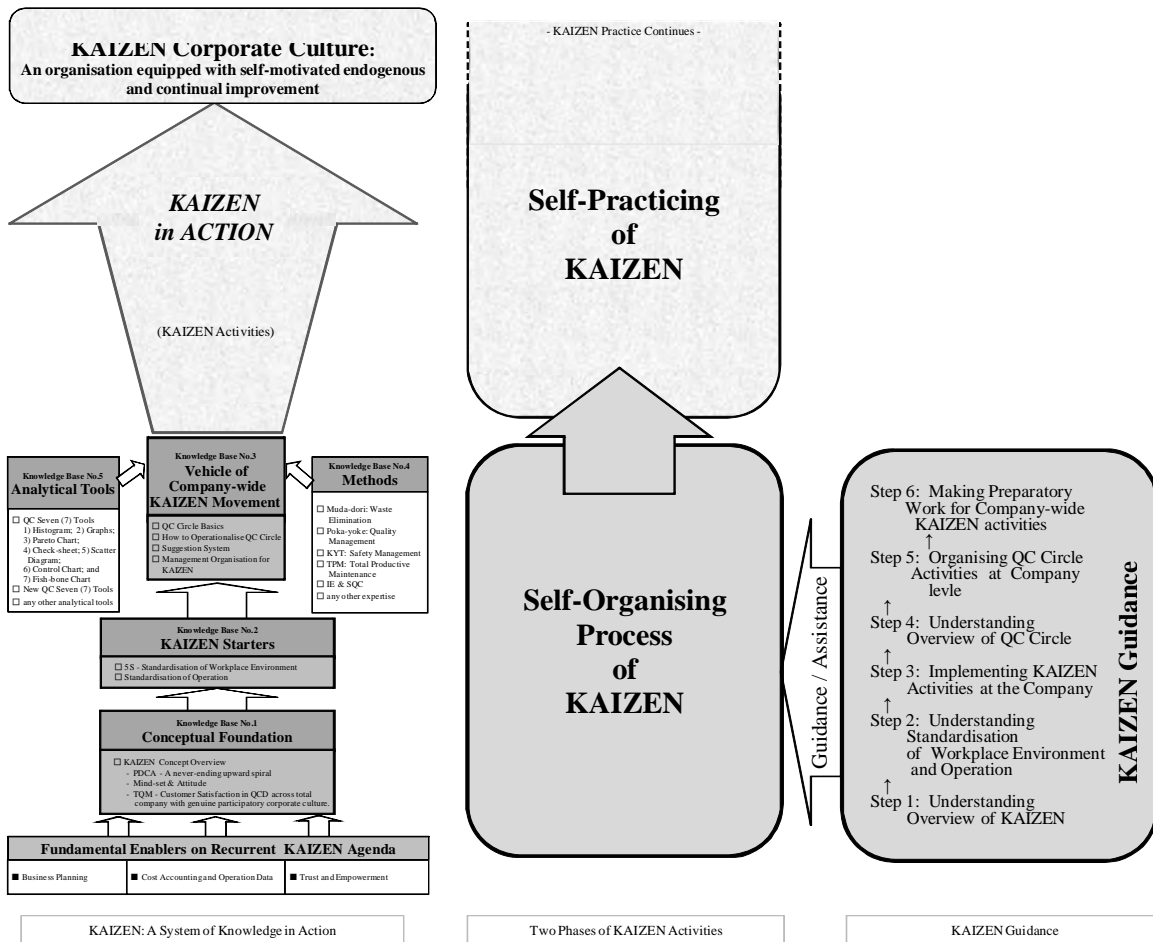 KAIZEN Corporate Culture:
An organisation equipped with self-motivated endogenous
and continual improvement
KAIZEN
in ACTION
(KAIZEN Activities)
Knowledge Base No.5
Analytical Tools
□ QC Seven (7) Tools
1) Histogram; 2) Graphs;
3) Pareto Chart;
4) Check-sheet; 5) Scatter
Diagram;
6) Control Chart; and
7) Fish-bone Chart
□ New QC Seven (7) Tools
□ any other analytical tools
Knowledge Base No.3
Vehicle of
Company-wide
KAIZEN Movement
□ QC Circle Basics
□ How to Operationalise QC Circle
□ Suggestion System
□ Management Organisation for
KAIZEN
Knowledge Base No.4
Methods
□ Muda-dori: Waste
Elimination
□ Poka-yoke: Quality
Management
□ KYT: Safety Management
□ TPM: Total Productive
Maintenance
□ IE & SQC
□ any other expertise
Knowledge Base No.2
KAIZEN Starters
□ 5S - Standardisation of Workplace Environment
□ Standardisation of Operation
Knowledge Base No.1
Conceptual Foundation
□ KAIZEN Concept Overview
- PDCA - A never-ending upward spiral
- Mind-set & Attitude
- TQM - Customer Satisfaction in QCD across total
company with genuine participatory corporate culture.
Fundamental Enablers on Recurrent KAIZEN Agenda
■ Business Planning
■ Cost Accounting and Operation Data
■ Trust and Empowerment
KAIZEN: A System of Knowledge in Action
- KAIZEN Practice Continues -
Self-Practicing
of
KAIZEN
Self-Organising
Process
of
KAIZEN
Two Phases of KAIZEN Activities
Guidance / Assistance
Step 6: Making Preparatory
Work for Company-wide
KAIZEN activities
↑
Step 5: Organising QC Circle
Activities at Company
levle
↑
Step 4: Understanding
Overview of QC Circle
↑
Step 3: Implementing KAIZEN
Activities at the Company
↑
Step 2: Understanding
Standardisation
of Workplace Environment
and Operation
↑
Step 1: Understanding
Overview of KAIZEN
KAIZEN Guidance
KAIZEN Guidance